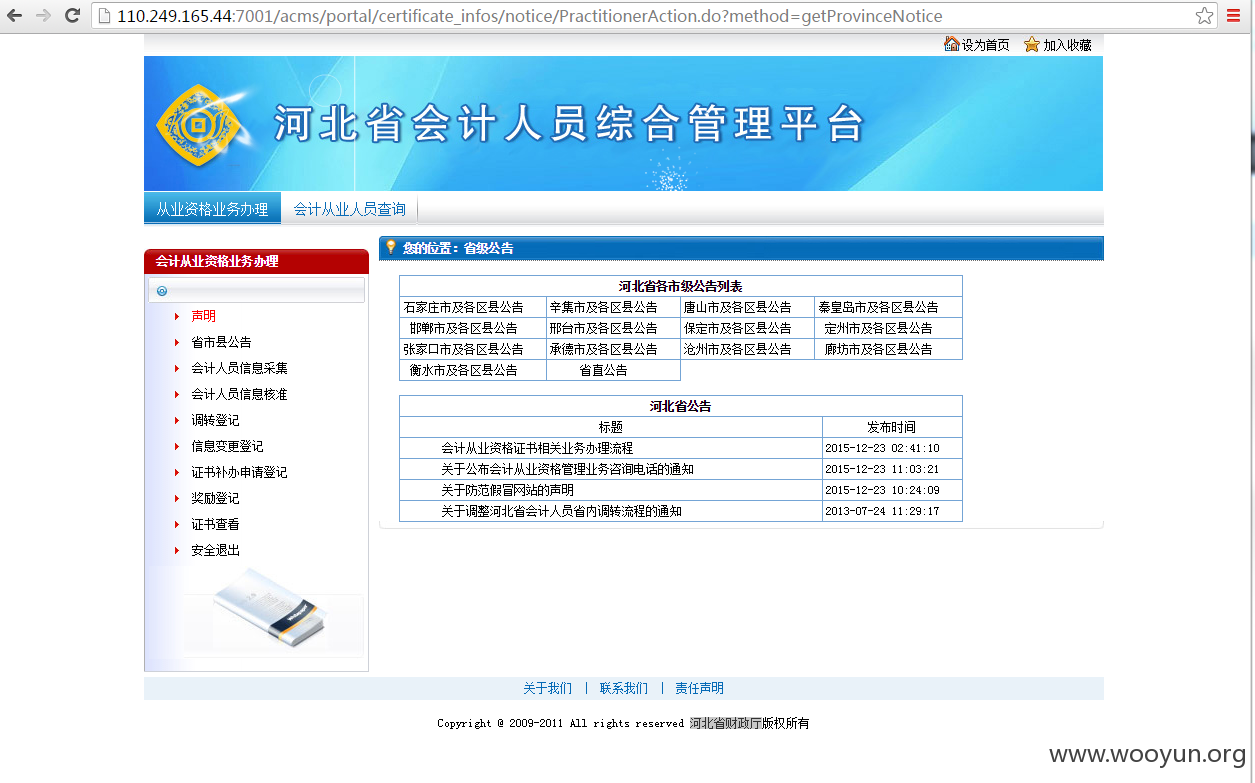 110.249.165.44:7001/acms/portal/certificate_infos/notice/PractitionerAction.do?method=getProvinceNotice
设为首页 加入收藏
河北省会计人员综合管理平台
从业资格业务办理 会计从业人员查询
会计从业资格业务办理
声明
省市县公告
会计人员信息采集
会计人员信息核准
调转登记
信息变更登记
证书补办申请登记
奖励登记
证书查看
安全退出
您的位置：省级公告
河北省各市级公告列表
石家庄市及各区县公告 辛集市及各区县公告 唐山市及各区县公告 秦皇岛市及各区县公告
邯郸市及各区县公告 邢台市及各区县公告 保定市及各区县公告 定州市及各区县公告
张家口市及各区县公告 承德市及各区县公告 沧州市及各区县公告 廊坊市及各区县公告
衡水市及各区县公告 省直公告
河北省公告
标题 发布时间
会计从业资格证书相关业务办理流程 2015-12-23 02:41:10
关于公布会计从业资格管理业务咨询电话的通知 2015-12-23 11:03:21
关于防范假冒网站的声明 2015-12-23 10:24:09
关于调整河北省会计人员省内调转流程的通知 2013-07-24 11:29:17
关于我们 | 联系我们 | 责任声明
Copyright @ 2009-2011 All rights reserved 河北省财政厅版权所有
www.wooyun.org